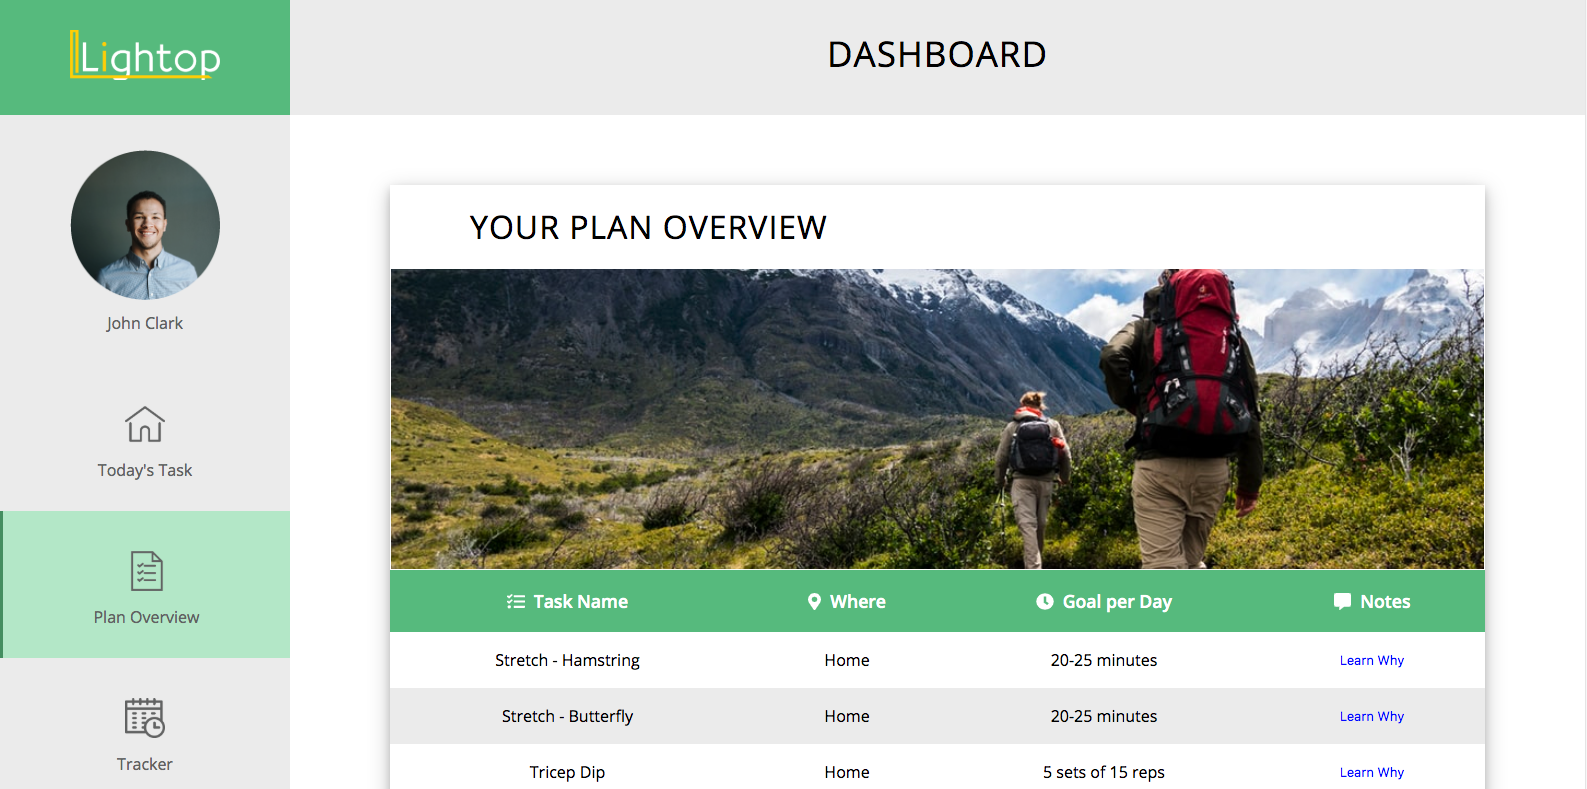 Lightop
DASHBOARD
John Clark
Today's Task
Plan Overview
Tracker
YOUR PLAN OVERVIEW
Task Name Where Goal per Day Notes
Stretch - Hamstring Home 20-25 minutes Learn Why
Stretch - Butterfly Home 20-25 minutes Learn Why
Tricep Dip Home 5 sets of 15 reps Learn Why